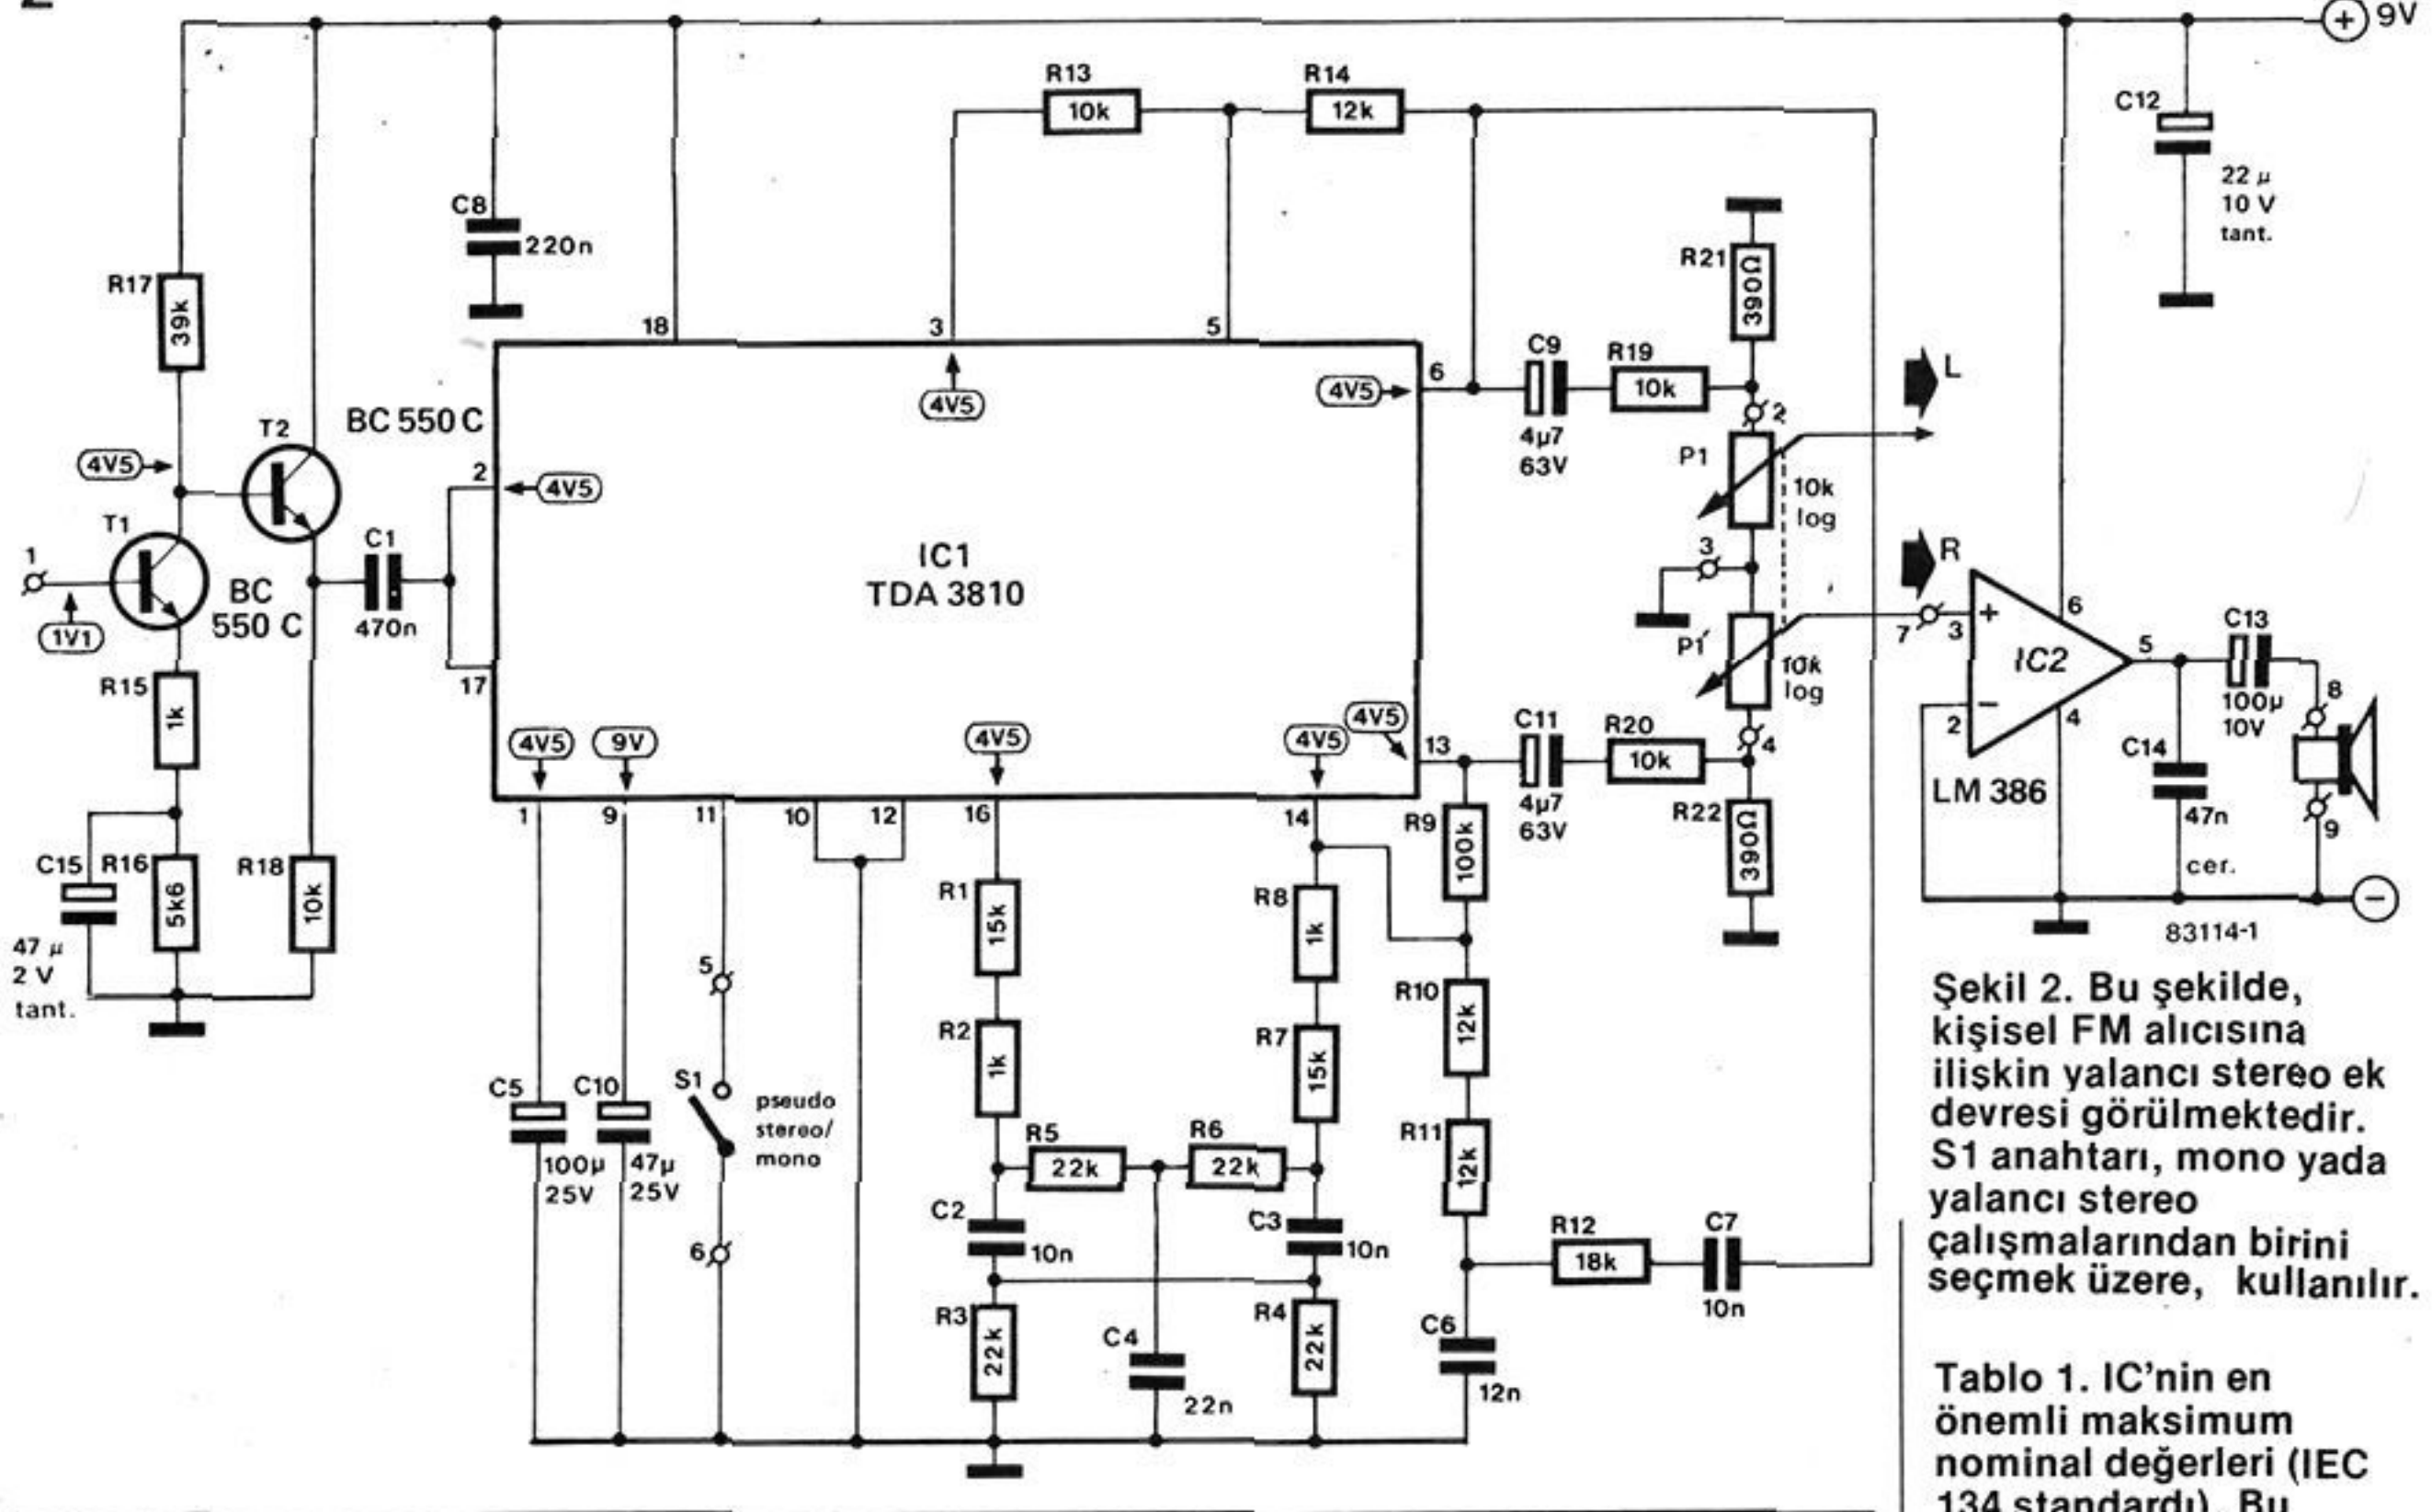 2
+ 9V
R13
10k
R14
12k
C12
22 µ
10 V
tant.
C8
220n
R17
39k
R21
390Ω
18
3
5
4V5
4V5
6
C9
4µ7
63V
R19
10k
2
L
P1
10k
log
T2
BC 550 C
4V5
2
4V5
T1
1
1V1
BC
550 C
C1
470n
IC1
TDA 3810
3
R
P1′
10k
log
7
3
+
6
IC2
5
C13
100µ
10V
8
2
−
4
LM 386
C14
47n
cer.
9
−
83114-1
17
R15
1k
4V5
9V
4V5
4V5
4V5
13
C11
4µ7
63V
R20
10k
4
R22
390Ω
1
9
11
10
12
16
14
R9
100k
C15
47 µ
2 V
tant.
R16
5k6
R18
10k
R1
15k
R8
1k
5
R10
12k
R2
1k
R7
15k
C5
100µ
25V
C10
47µ
25V
S1
pseudo
stereo/
mono
R5
22k
R6
22k
R11
12k
6
C2
10n
C3
10n
R12
18k
C7
10n
R3
22k
C4
22n
R4
22k
C6
12n
Şekil 2. Bu şekilde,
kişisel FM alıcısına
ilişkin yalancı stereo ek
devresi görülmektedir.
S1 anahtarı, mono yada
yalancı stereo
çalışmalarından birini
seçmek üzere, kullanılır.
Tablo 1. IC'nin en
önemli maksimum
nominal değerleri (IEC
134 standardı). Bu